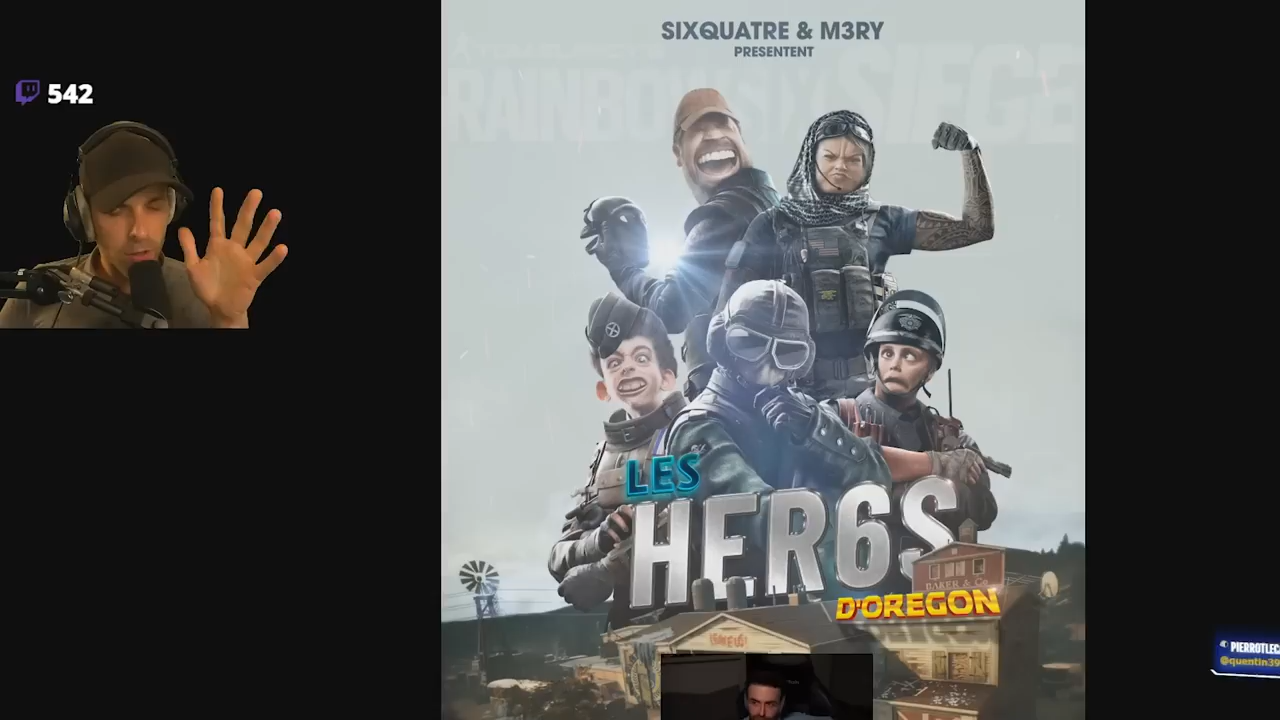 SIXQUATRE & M3RY
PRESENTENT
RAINBOW SIX SIEGE
542
LES
HER6S
BAKER & Co
D'OREGON
PIERROTLEC
@quentin39